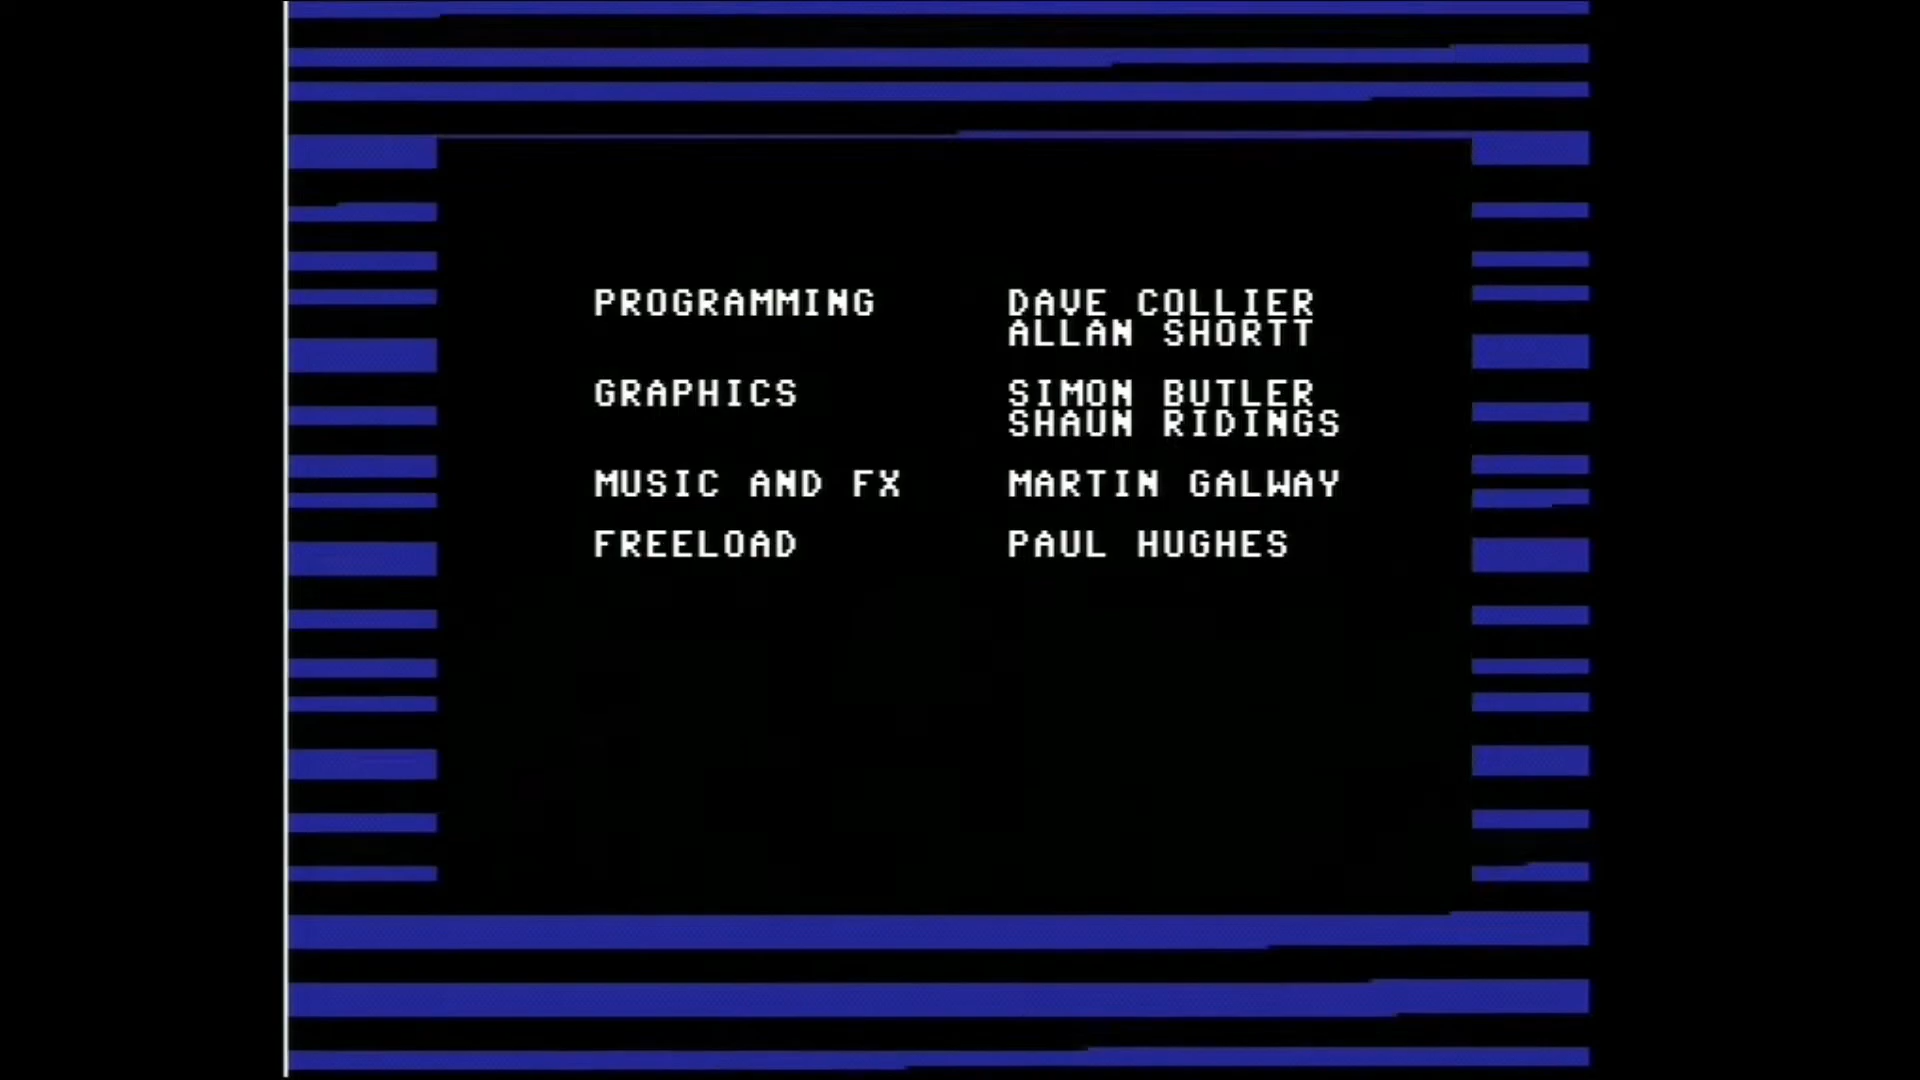 PROGRAMMING DAVE COLLIER
ALLAN SHORTT
GRAPHICS SIMON BUTLER
SHAUN RIDINGS
MUSIC AND FX MARTIN GALWAY
FREELOAD PAUL HUGHES